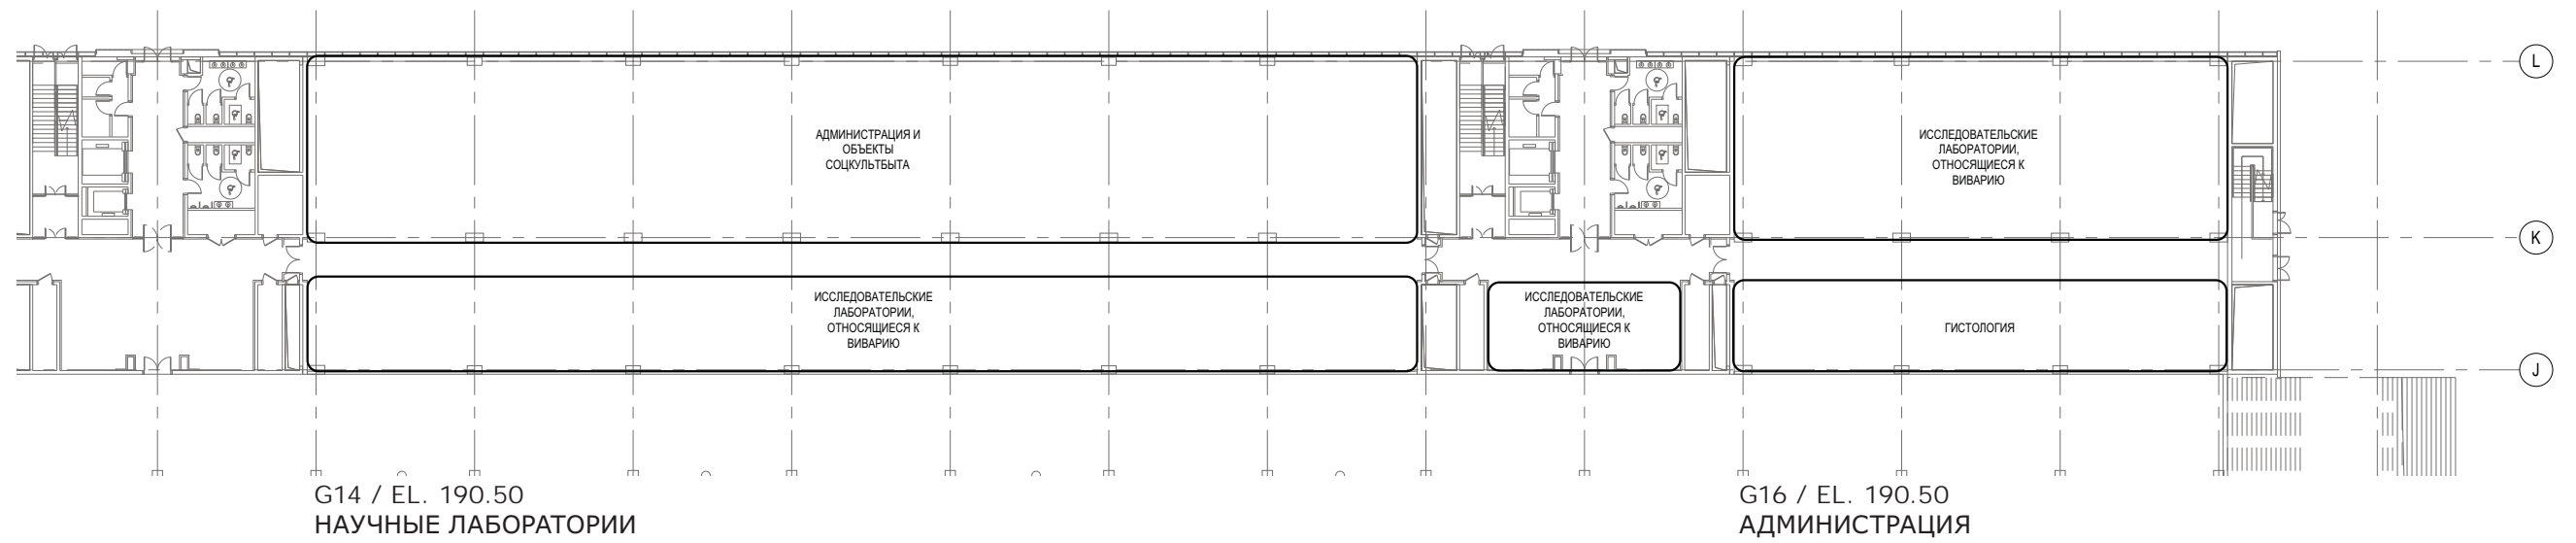 L
АДМИНИСТРАЦИЯ И
ОБЪЕКТЫ
СОЦКУЛЬТБЫТА
ИССЛЕДОВАТЕЛЬСКИЕ
ЛАБОРАТОРИИ,
ОТНОСЯЩИЕСЯ К
ВИВАРИЮ
K
ИССЛЕДОВАТЕЛЬСКИЕ
ЛАБОРАТОРИИ,
ОТНОСЯЩИЕСЯ К
ВИВАРИЮ
ИССЛЕДОВАТЕЛЬСКИЕ
ЛАБОРАТОРИИ,
ОТНОСЯЩИЕСЯ К
ВИВАРИЮ
ГИСТОЛОГИЯ
J
G14 / EL. 190.50
НАУЧНЫЕ ЛАБОРАТОРИИ
G16 / EL. 190.50
АДМИНИСТРАЦИЯ